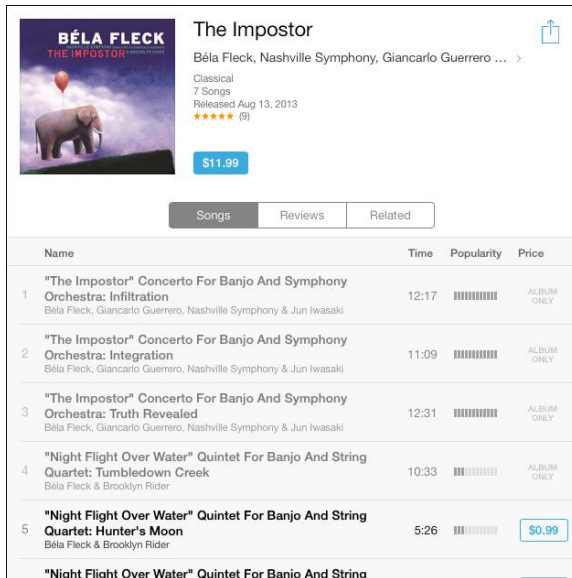 BÉLA FLECK
THE IMPOSTOR
The Impostor
Béla Fleck, Nashville Symphony, Giancarlo Guerrero ... >
Classical
7 Songs
Released Aug 13, 2013
★★★★★ (9)
$11.99
Songs Reviews Related
Name Time Popularity Price
1 "The Impostor" Concerto For Banjo And Symphony
Orchestra: Infiltration 12:17 ALBUM ONLY
Béla Fleck, Giancarlo Guerrero, Nashville Symphony & Jun Iwasaki
2 "The Impostor" Concerto For Banjo And Symphony
Orchestra: Integration 11:09 ALBUM ONLY
Béla Fleck, Giancarlo Guerrero, Nashville Symphony & Jun Iwasaki
3 "The Impostor" Concerto For Banjo And Symphony
Orchestra: Truth Revealed 12:31 ALBUM ONLY
Béla Fleck, Giancarlo Guerrero, Nashville Symphony & Jun Iwasaki
4 "Night Flight Over Water" Quintet For Banjo And String
Quartet: Tumbledown Creek 10:33 ALBUM ONLY
Béla Fleck & Brooklyn Rider
5 "Night Flight Over Water" Quintet For Banjo And String
Quartet: Hunter's Moon 5:26 $0.99
Béla Fleck & Brooklyn Rider
"Night Flight Over Water" Quintet For Banjo And String